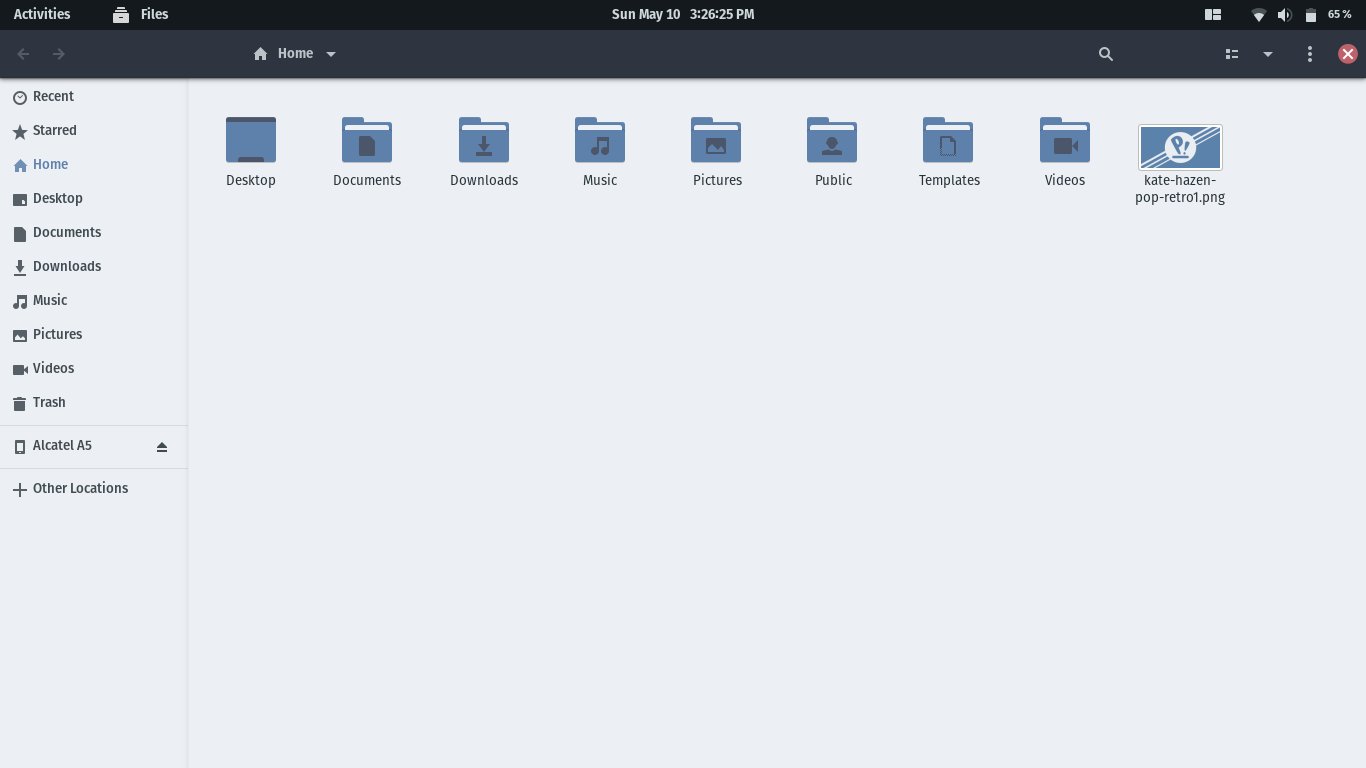 Activities
Files
Sun May 10 3:26:25 PM
65 %
Home
Recent
Starred
Home
Desktop
Documents
Downloads
Music
Pictures
Videos
Trash
Alcatel A5
Other Locations
Desktop
Documents
Downloads
Music
Pictures
Public
Templates
Videos
kate-hazen-
pop-retro1.png
P!